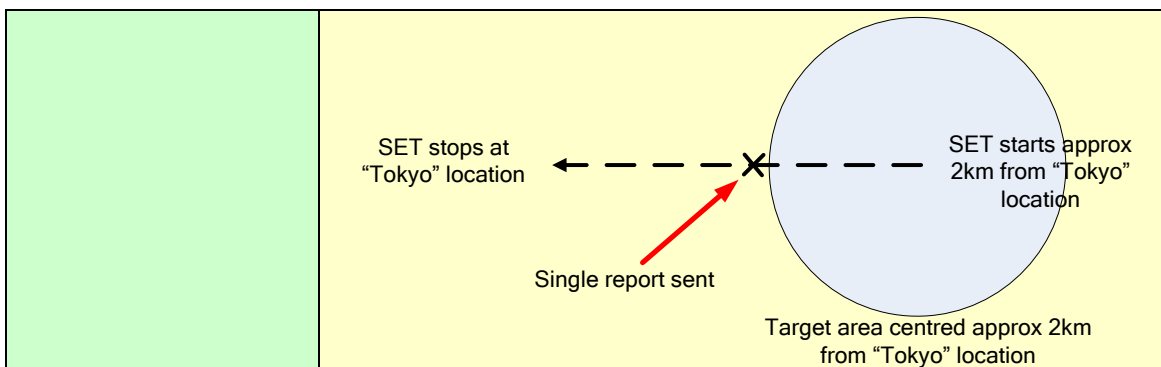 SET stops at
“Tokyo” location
SET starts approx
2km from “Tokyo”
location
Single report sent
Target area centred approx 2km
from “Tokyo” location